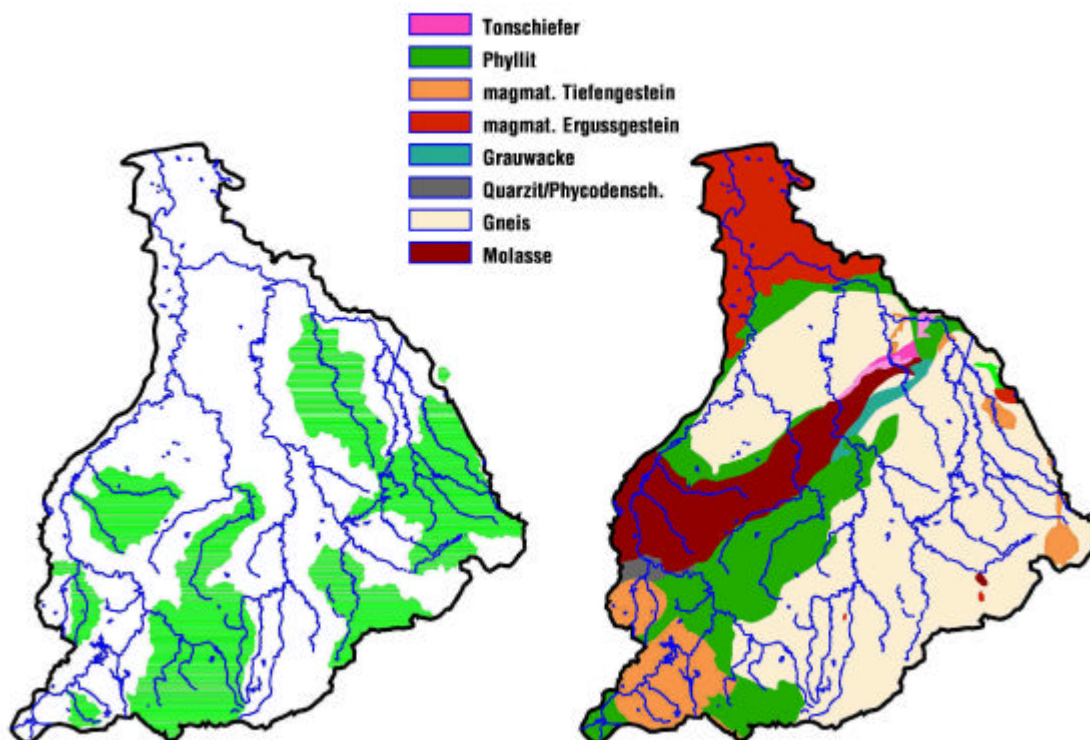 Tonschiefer
Phyllit
magmat. Tiefengestein
magmat. Ergussgestein
Grauwacke
Quarzit/Phycodensch.
Gneis
Molasse